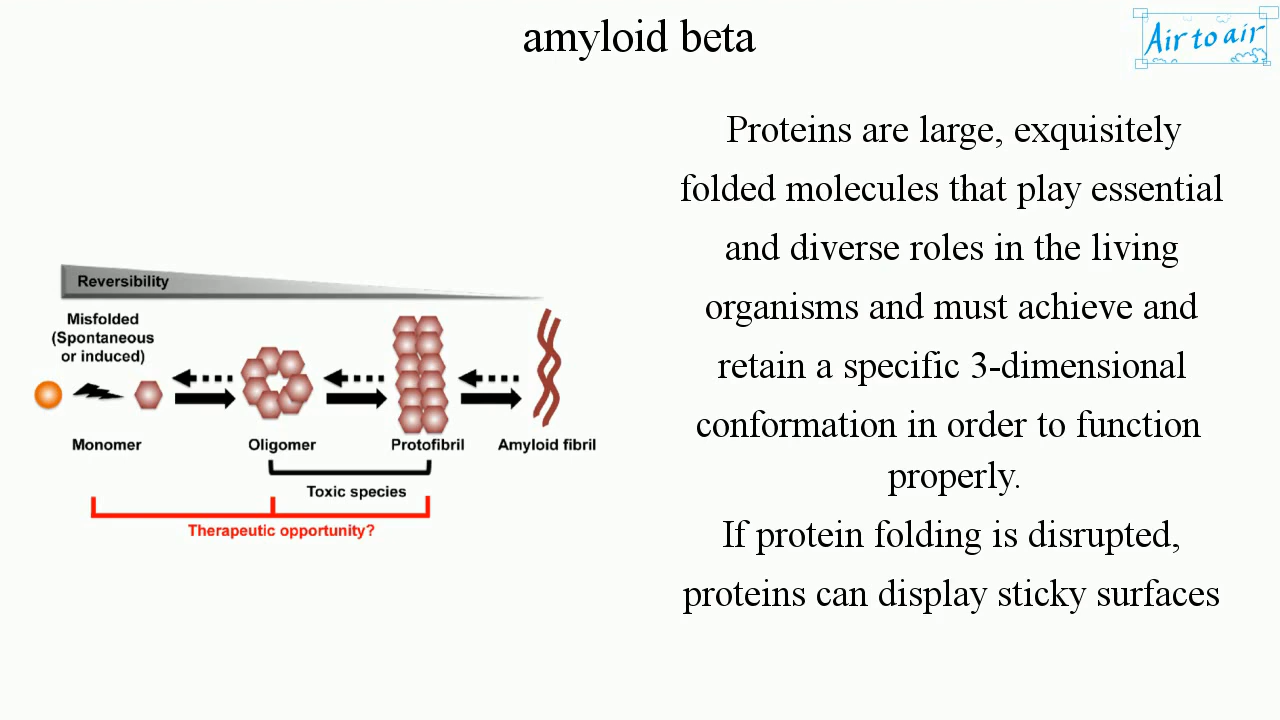 amyloid beta
Air to air
Reversibility
Misfolded
(Spontaneous
or induced)
Monomer
Oligomer
Protofibril
Amyloid fibril
Toxic species
Therapeutic opportunity?
Proteins are large, exquisitely
folded molecules that play essential
and diverse roles in the living
organisms and must achieve and
retain a specific 3-dimensional
conformation in order to function
properly.
If protein folding is disrupted,
proteins can display sticky surfaces